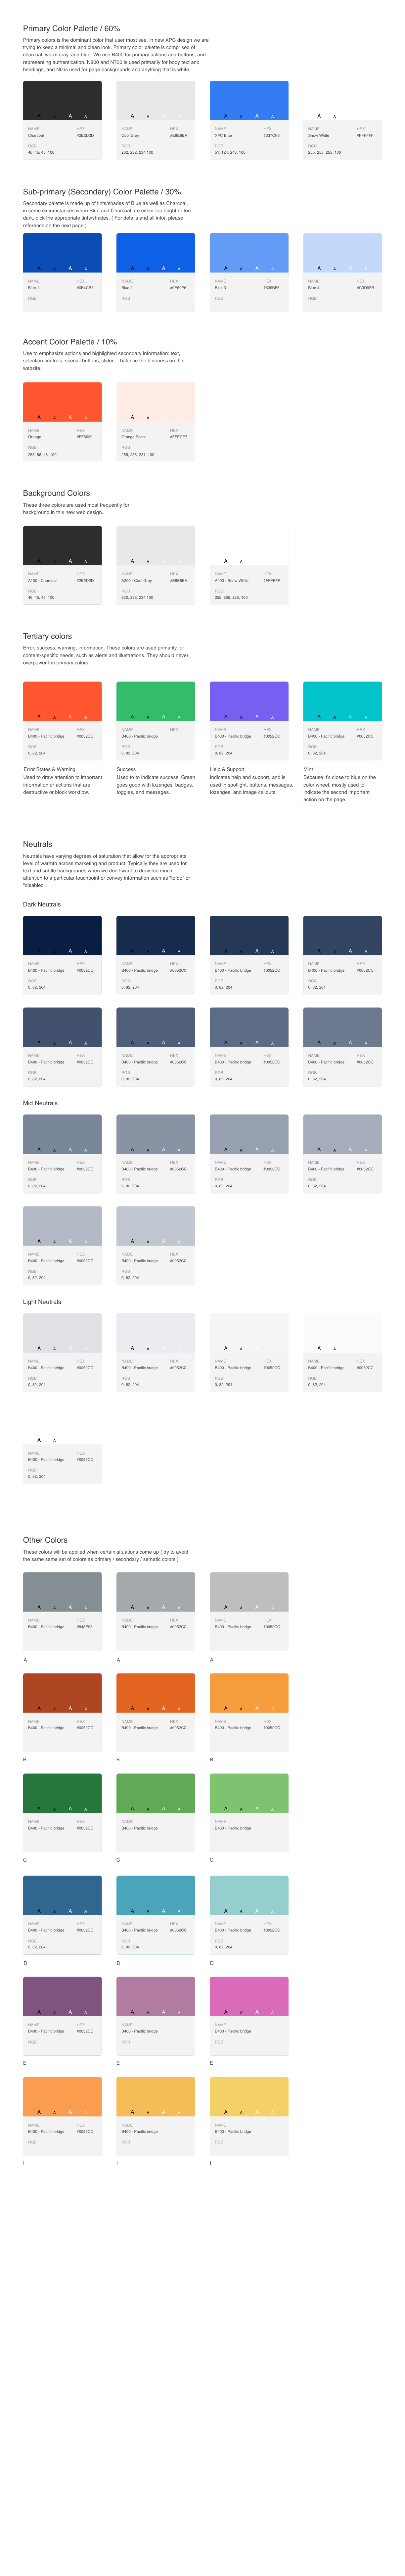 Primary Color Palette / 60%
Primary colors is the dominant color that user most see, in new XPC design we are
trying to keep a minimal and clean look. Primary color palette is comprised of
charcoal, warm gray, and blue. We use B400 for primary actions and buttons, and
representing authentication. N800 and N700 is used primarily for body text and
headings, and N0 is used for page backgrounds and anything that is white.
A A A A A A A A A A A A A A
NAME HEX NAME HEX NAME HEX NAME HEX
Charcoal #2E2D2D Cool Gray #E8E8EA XPC Blue #337CF3 Snow White #FFFFFF
RGB RGB RGB RGB
46, 45, 45, 100 232, 232, 234,100 51, 124, 243, 100 255, 255, 255, 100
Sub-primary (Secondary) Color Palette / 30%
Secondary palette is made up of tints/shades of Blue as well as Charcoal,
in some circumstances when Blue and Charcoal are either too bright or too
dark, pick the appropriate tints/shades. ( For details and all infor, please
reference on the next page.)
A A A A A A A A A A A A A A A A
NAME HEX NAME HEX NAME HEX NAME HEX
Blue 1 Blue 2 Blue 3 Blue 4
RGB RGB RGB RGB
Accent Color Palette / 10%
Use to emphasize actions and highlighted secondary information: text,
selection controls, special buttons, slider… balance the blueness on this
website.
A A A A A A
NAME HEX NAME HEX
Orange #FF5630 Orange Scent #FFECE7
RGB RGB
255, 86, 48, 100 255, 236, 231, 100
Background Colors
These three colors are used most frequently for
background in this new web design.
A A A A A A A A
NAME HEX NAME HEX NAME HEX
A100 - Charcoal #2E2D2D A200 - Cool Gray #E8E8EA A400 - Snow White #FFFFFF
RGB RGB RGB
46, 45, 45, 100 232, 232, 234,100 255, 255, 255, 100
Tertiary colors
Error, success, warning, information. These colors are used primarily for
content-specific needs, such as alerts and illustrations. They should never
overpower the primary colors.
A A A A A A A A A A A A A A A A
NAME HEX NAME HEX NAME HEX NAME HEX
B400 - Pacific bridge #0052CC B400 - Pacific bridge B400 - Pacific bridge #0052CC B400 - Pacific bridge #0052CC
RGB RGB RGB RGB
0, 82, 204 0, 82, 204 0, 82, 204 0, 82, 204
Error States & Warning
Used to draw attention to important
information or actions that are
destructive or block workflow.
Success
Used to to indicate success. Green
goes good with lozenges, badges,
toggles, and messages.
Help & Support
indicates help and support, and is
used in spotlight, buttons, messages,
lozenges, and image callouts
Mint
Because it's close to blue on the
color wheel, mostly used to
indicate the second important
action on the page.
Neutrals
Neutrals have varying degrees of saturation that allow for the appropriate
level of warmth across marketing and product. Typically they are used for
text and subtle backgrounds when we don't want to draw too much
attention to a particular touchpoint or convey information such as "to do" or
"disabled".
Dark Neutrals
A A A A A A A A A A A A A A A A
NAME HEX NAME HEX NAME HEX NAME HEX
B400 - Pacific bridge #0052CC B400 - Pacific bridge #0052CC B400 - Pacific bridge #0052CC B400 - Pacific bridge #0052CC
RGB RGB RGB RGB
0, 82, 204 0, 82, 204 0, 82, 204 0, 82, 204
A A A A A A A A A A A A A A A A
NAME HEX NAME HEX NAME HEX NAME HEX
B400 - Pacific bridge #0052CC B400 - Pacific bridge #0052CC B400 - Pacific bridge #0052CC B400 - Pacific bridge #0052CC
RGB RGB RGB RGB
0, 82, 204 0, 82, 204 0, 82, 204 0, 82, 204
Mid Neutrals
A A A A A A A A A A A A A A A A
NAME HEX NAME HEX NAME HEX NAME HEX
B400 - Pacific bridge #0052CC B400 - Pacific bridge #0052CC B400 - Pacific bridge #0052CC B400 - Pacific bridge #0052CC
RGB RGB RGB RGB
0, 82, 204 0, 82, 204 0, 82, 204 0, 82, 204
A A A A A A A A
NAME HEX NAME HEX
B400 - Pacific bridge #0052CC B400 - Pacific bridge #0052CC
RGB RGB
0, 82, 204 0, 82, 204
Light Neutrals
A A A A A A A A
NAME HEX NAME HEX NAME HEX NAME HEX
B400 - Pacific bridge #0052CC B400 - Pacific bridge #0052CC B400 - Pacific bridge #0052CC B400 - Pacific bridge #0052CC
RGB RGB RGB RGB
0, 82, 204 0, 82, 204 0, 82, 204 0, 82, 204
A A
NAME HEX
B400 - Pacific bridge #0052CC
RGB
0, 82, 204
Other Colors
These colors will be applied when certain situations come up ( try to avoid
the same same set of colors as primary / secondary / sematic colors )
A A A A A A A A A A A A
NAME HEX NAME HEX NAME HEX
B400 - Pacific bridge B400 - Pacific bridge #0052CC B400 - Pacific bridge #0052CC
A A A
A A A A A A A A A A A A
NAME HEX NAME HEX NAME HEX
B400 - Pacific bridge #0052CC B400 - Pacific bridge #0052CC B400 - Pacific bridge #0052CC
B B B
A A A A A A A A A A A A
NAME HEX NAME NAME
B400 - Pacific bridge #0052CC B400 - Pacific bridge B400 - Pacific bridge
C C C
A A A A A A A A A A A A
NAME HEX NAME HEX NAME HEX
B400 - Pacific bridge #0052CC B400 - Pacific bridge #0052CC B400 - Pacific bridge #0052CC
RGB RGB RGB
0, 82, 204 0, 82, 204 0, 82, 204
D D D
A A A A A A A A A A A A
NAME HEX NAME NAME
B400 - Pacific bridge #0052CC B400 - Pacific bridge B400 - Pacific bridge
RGB RGB RGB
E E E
A A A A A A A A A A A A
NAME HEX NAME NAME
B400 - Pacific bridge #0052CC B400 - Pacific bridge B400 - Pacific bridge
RGB RGB RGB
I I I